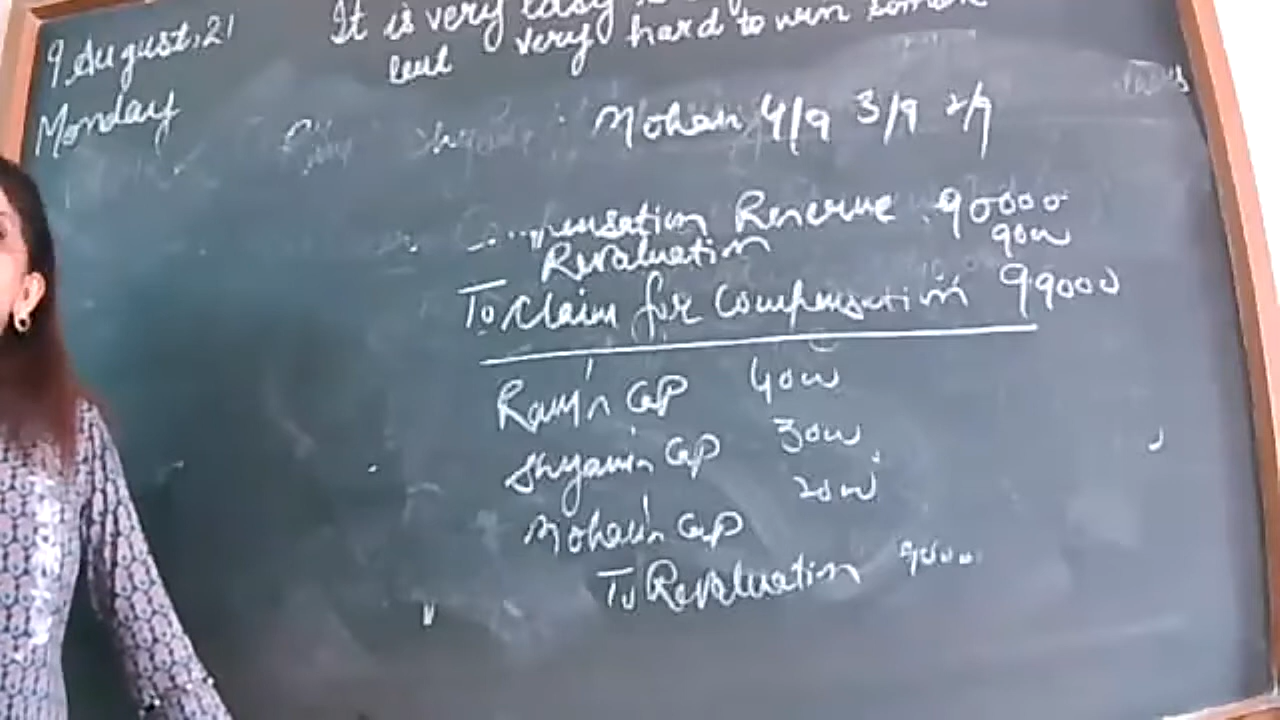 9 August, 21
Monday
It is very easy
but very hard to win
Mohan 4/9 3/9 2/9
Compensation Reserve 90000
Revaluation 9000
To Claim for Compensation 99000
Ram's Cap 4000
Shyam's Cap 3000
Mohan's Cap 2000
To Revaluation 9000